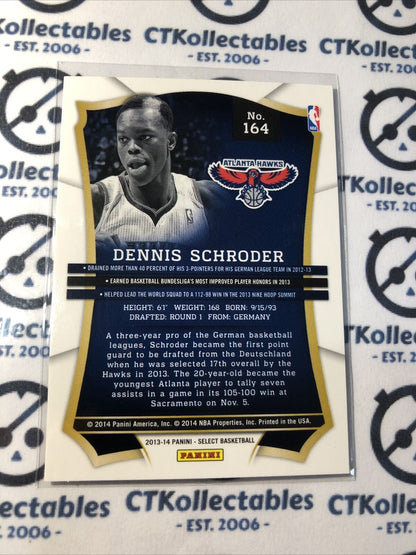 CTKollectables
- EST. 2006 -
No.
164
NBA
ATLANTA HAWKS
DENNIS SCHRODER
• DRAINED MORE THAN 40 PERCENT OF HIS 3-POINTERS FOR HIS GERMAN LEAGUE TEAM IN 2012-13
• EARNED BASKETBALL BUNDESLIGA'S MOST IMPROVED PLAYER HONORS IN 2013
• HELPED LEAD THE WORLD SQUAD TO A 112-98 WIN IN THE 2013 NIKE HOOP SUMMIT
HEIGHT: 6'1" WEIGHT: 168 BORN: 9/15/93
DRAFTED: ROUND 1 FROM: GERMANY
A three-year pro of the German basketball
leagues, Schroder became the first point
guard to be drafted from the Deutschland
when he was selected 17th overall by the
Hawks in 2013. The 20-year-old became the
youngest Atlanta player to tally seven
assists in a game in its 105-100 win at
Sacramento on Nov. 5.
© 2014 Panini America, Inc. © 2014 NBA Properties, Inc. Printed in the USA.
2013-14 PANINI - SELECT BASKETBALL
PANINI
CTKollectables
- EST. 2006 -